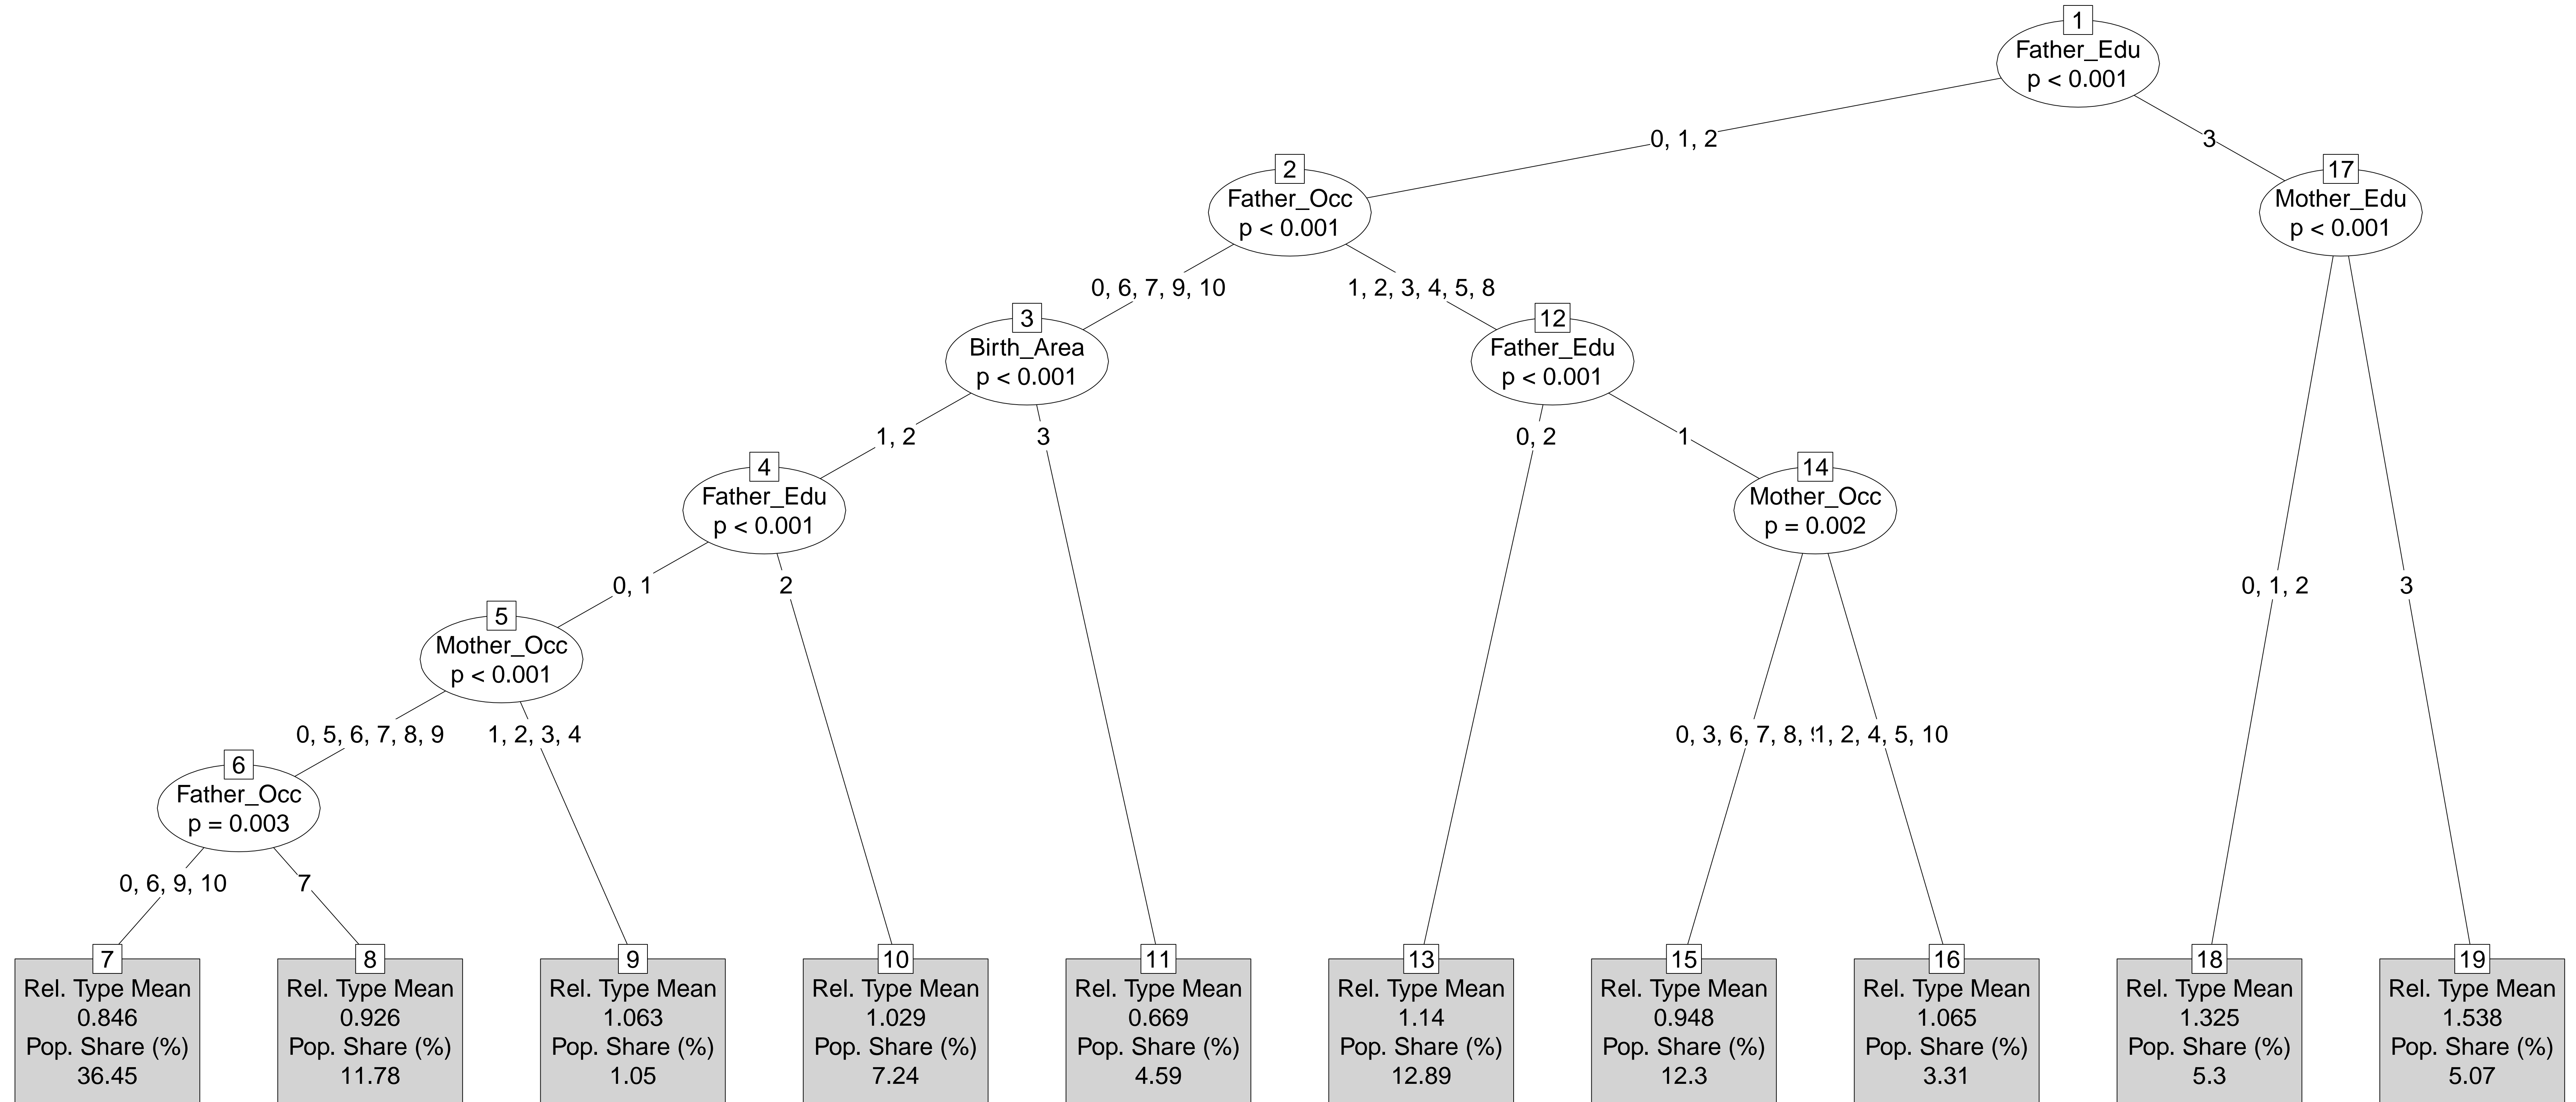 1
Father_Edu
p < 0.001
0, 1, 2
3
2
Father_Occ
p < 0.001
17
Mother_Edu
p < 0.001
0, 6, 7, 9, 10
1, 2, 3, 4, 5, 8
3
Birth_Area
p < 0.001
12
Father_Edu
p < 0.001
1, 2
3
0, 2
1
4
Father_Edu
p < 0.001
14
Mother_Occ
p = 0.002
0, 1
2
0, 1, 2
3
5
Mother_Occ
p < 0.001
0, 5, 6, 7, 8, 9
1, 2, 3, 4
0, 3, 6, 7, 8,
1, 2, 4, 5, 10
6
Father_Occ
p = 0.003
0, 6, 9, 10
7
7
Rel. Type Mean
0.846
Pop. Share (%)
36.45
8
Rel. Type Mean
0.926
Pop. Share (%)
11.78
9
Rel. Type Mean
1.063
Pop. Share (%)
1.05
10
Rel. Type Mean
1.029
Pop. Share (%)
7.24
11
Rel. Type Mean
0.669
Pop. Share (%)
4.59
13
Rel. Type Mean
1.14
Pop. Share (%)
12.89
15
Rel. Type Mean
0.948
Pop. Share (%)
12.3
16
Rel. Type Mean
1.065
Pop. Share (%)
3.31
18
Rel. Type Mean
1.325
Pop. Share (%)
5.3
19
Rel. Type Mean
1.538
Pop. Share (%)
5.07